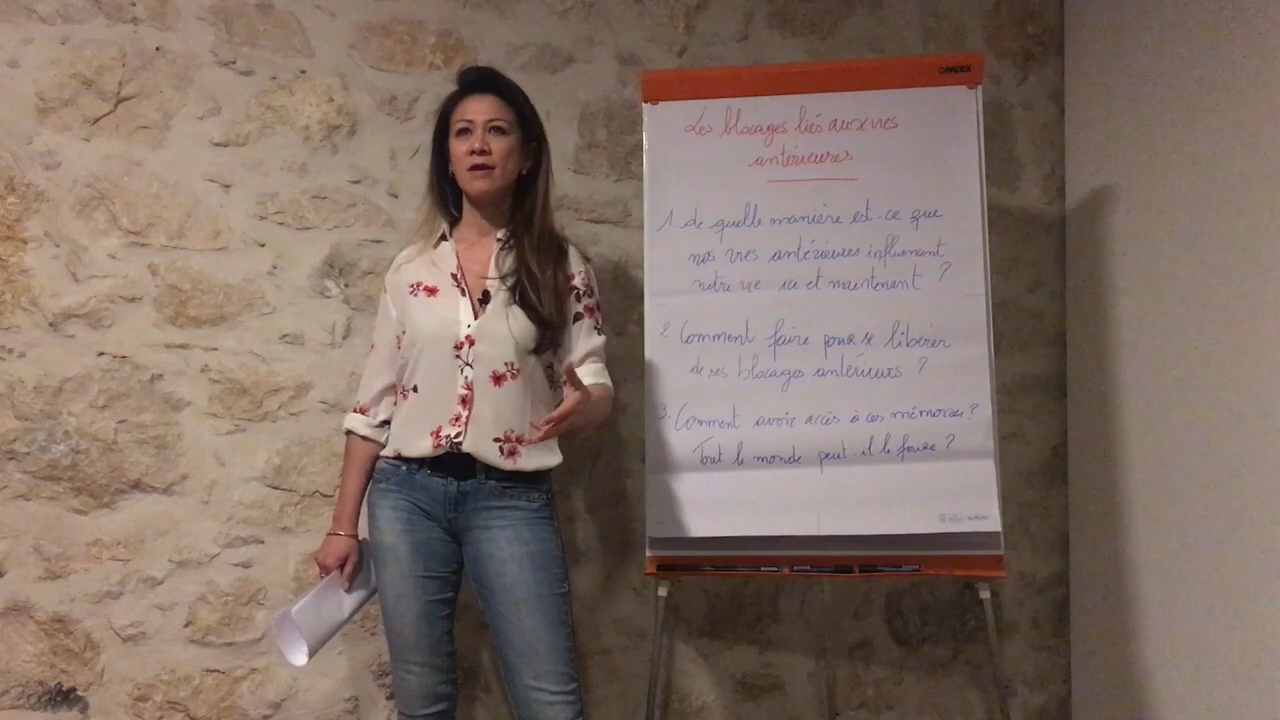 Les blocages liés aux vies
antérieures
1. de quelle manière est-ce que
nos vies antérieures influencent
notre vie ici et maintenant ?
2 Comment faire pour se libérer
de ses blocages antérieurs ?
3. Comment avoir accès à ces mémoires ?
Tout le monde peut-il le faire ?